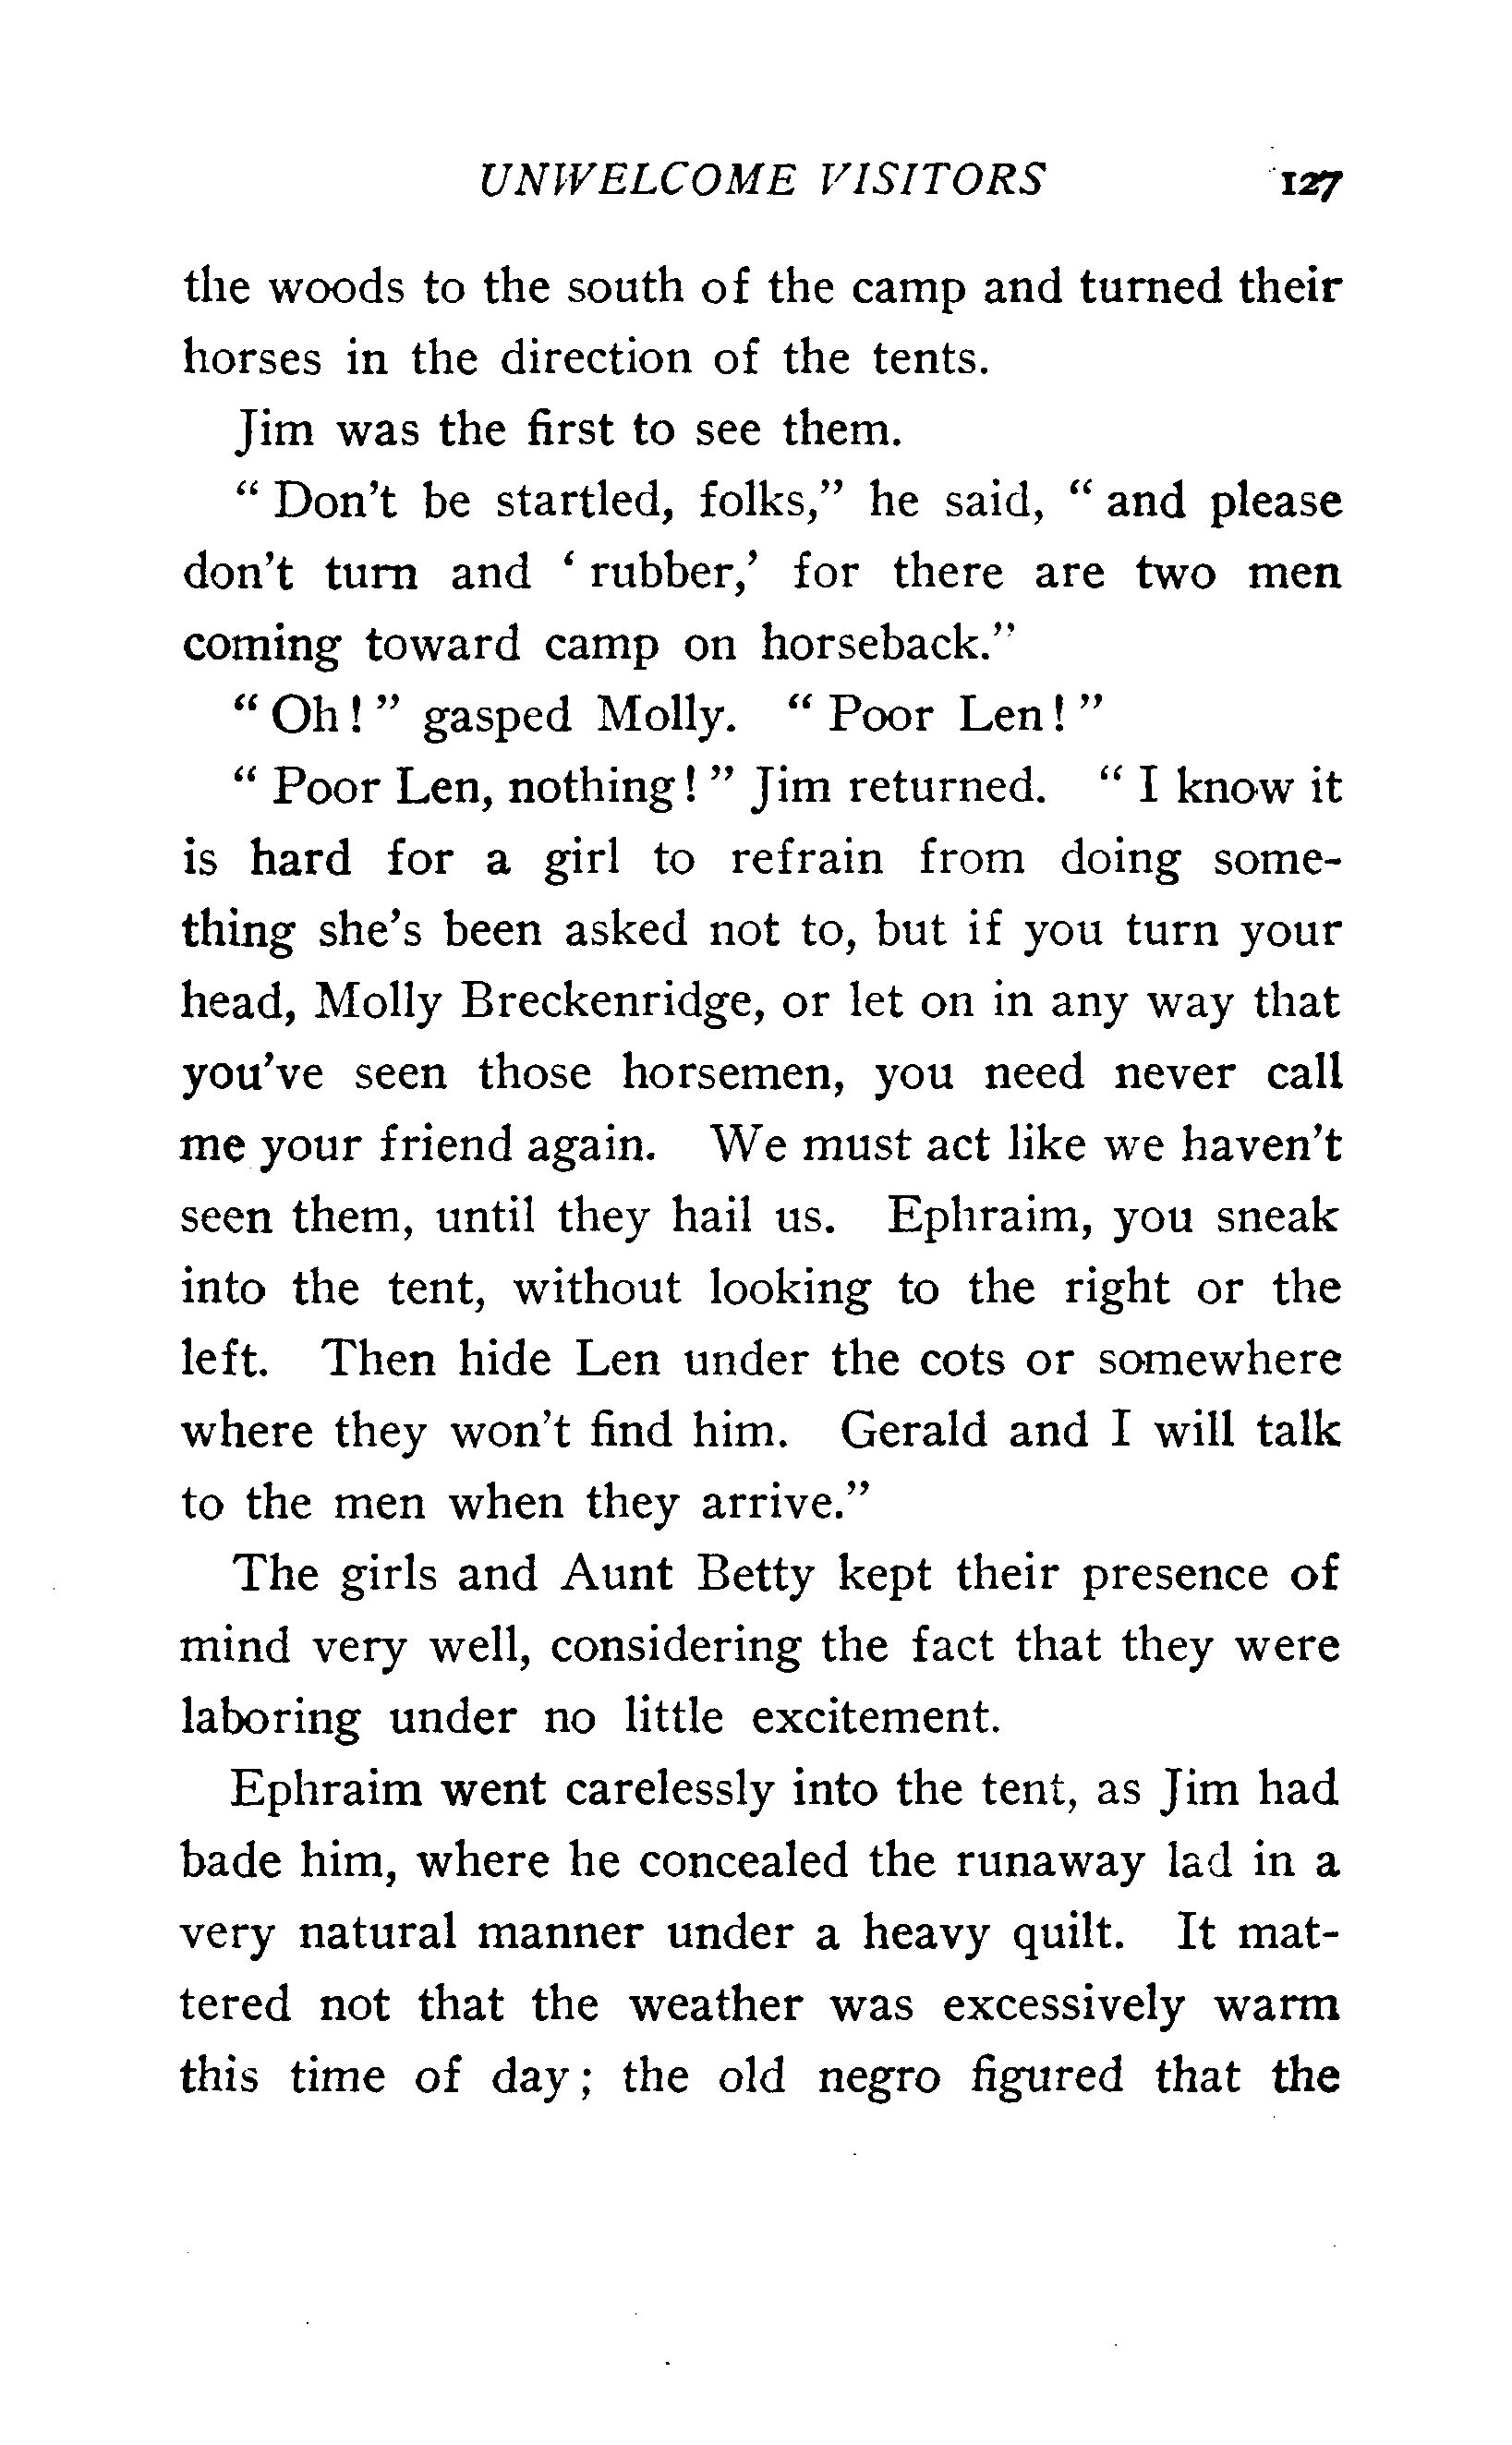 UNWELCOME VISITORS 127
the woods to the south of the camp and turned their
horses in the direction of the tents.
Jim was the first to see them.
" Don't be startled, folks," he said, " and please
don't turn and ' rubber,' for there are two men
coming toward camp on horseback."
" Oh ! " gasped Molly. " Poor Len ! "
" Poor Len, nothing ! " Jim returned. " I know it
is hard for a girl to refrain from doing some-
thing she's been asked not to, but if you turn your
head, Molly Breckenridge, or let on in any way that
you've seen those horsemen, you need never call
me your friend again. We must act like we haven't
seen them, until they hail us. Ephraim, you sneak
into the tent, without looking to the right or the
left. Then hide Len under the cots or somewhere
where they won't find him. Gerald and I will talk
to the men when they arrive."
The girls and Aunt Betty kept their presence of
mind very well, considering the fact that they were
laboring under no little excitement.
Ephraim went carelessly into the tent, as Jim had
bade him, where he concealed the runaway lad in a
very natural manner under a heavy quilt. It mat-
tered not that the weather was excessively warm
this time of day ; the old negro figured that the